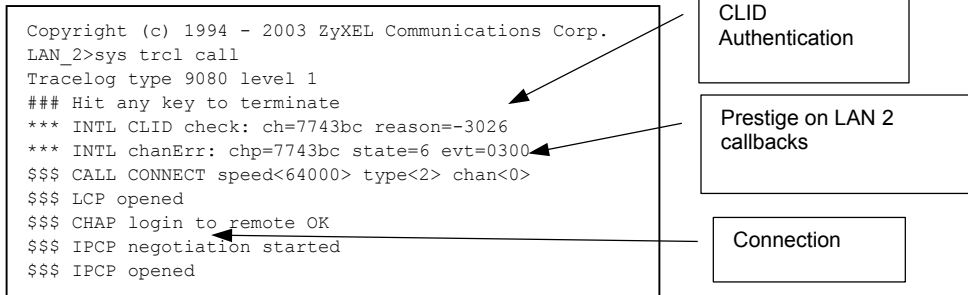 Copyright (c) 1994 - 2003 ZyXEL Communications Corp.
LAN_2>sys trcl call
Tracelog type 9080 level 1
### Hit any key to terminate
*** INTL CLID check: ch=7743bc reason=-3026
*** INTL chanErr: chp=7743bc state=6 evt=0300
$$$ CALL CONNECT speed<64000> type<2> chan<0>
$$$ LCP opened
$$$ CHAP login to remote OK
$$$ IPCP negotiation started
$$$ IPCP opened
CLID
Authentication
Prestige on LAN 2
callbacks
Connection